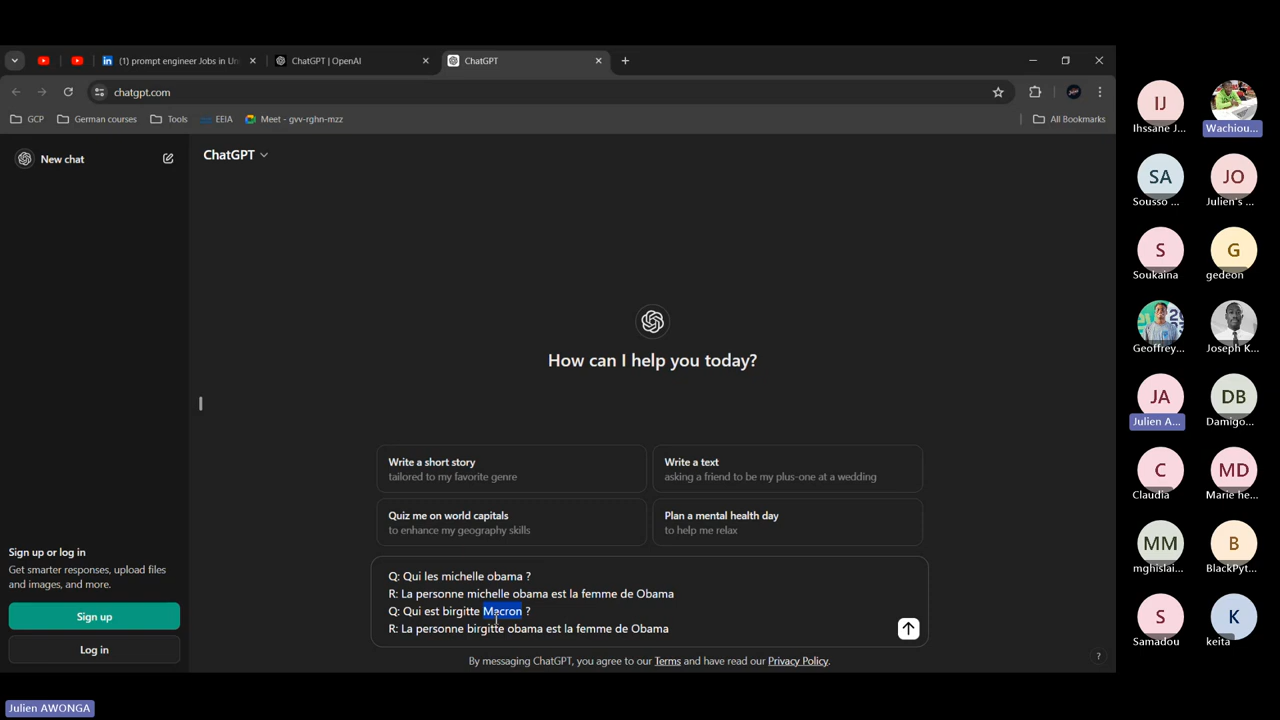 (1) prompt engineer Jobs in Un
ChatGPT | OpenAI
ChatGPT
chatgpt.com
GCP
German courses
Tools
EEIA
Meet - gvv-rghn-mzz
All Bookmarks
New chat
ChatGPT
How can I help you today?
Write a short story
tailored to my favorite genre
Write a text
asking a friend to be my plus-one at a wedding
Quiz me on world capitals
to enhance my geography skills
Plan a mental health day
to help me relax
Sign up or log in
Get smarter responses, upload files
and images, and more.
Sign up
Log in
Q: Qui les michelle obama ?
R: La personne michelle obama est la femme de Obama
Q: Qui est birgitte Macron ?
R: La personne birgitte obama est la femme de Obama
By messaging ChatGPT, you agree to our Terms and have read our Privacy Policy.
?
IJ
Ihssane J...
Wachiou...
SA
Sousso ...
JO
Julien's ...
S
Soukaina
G
gedeon
Geoffrey...
Joseph K...
JA
Julien A...
DB
Damigo...
C
Claudia
MD
Marie he...
MM
mghislai...
B
BlackPyt...
S
Samadou
K
keita
Julien AWONGA